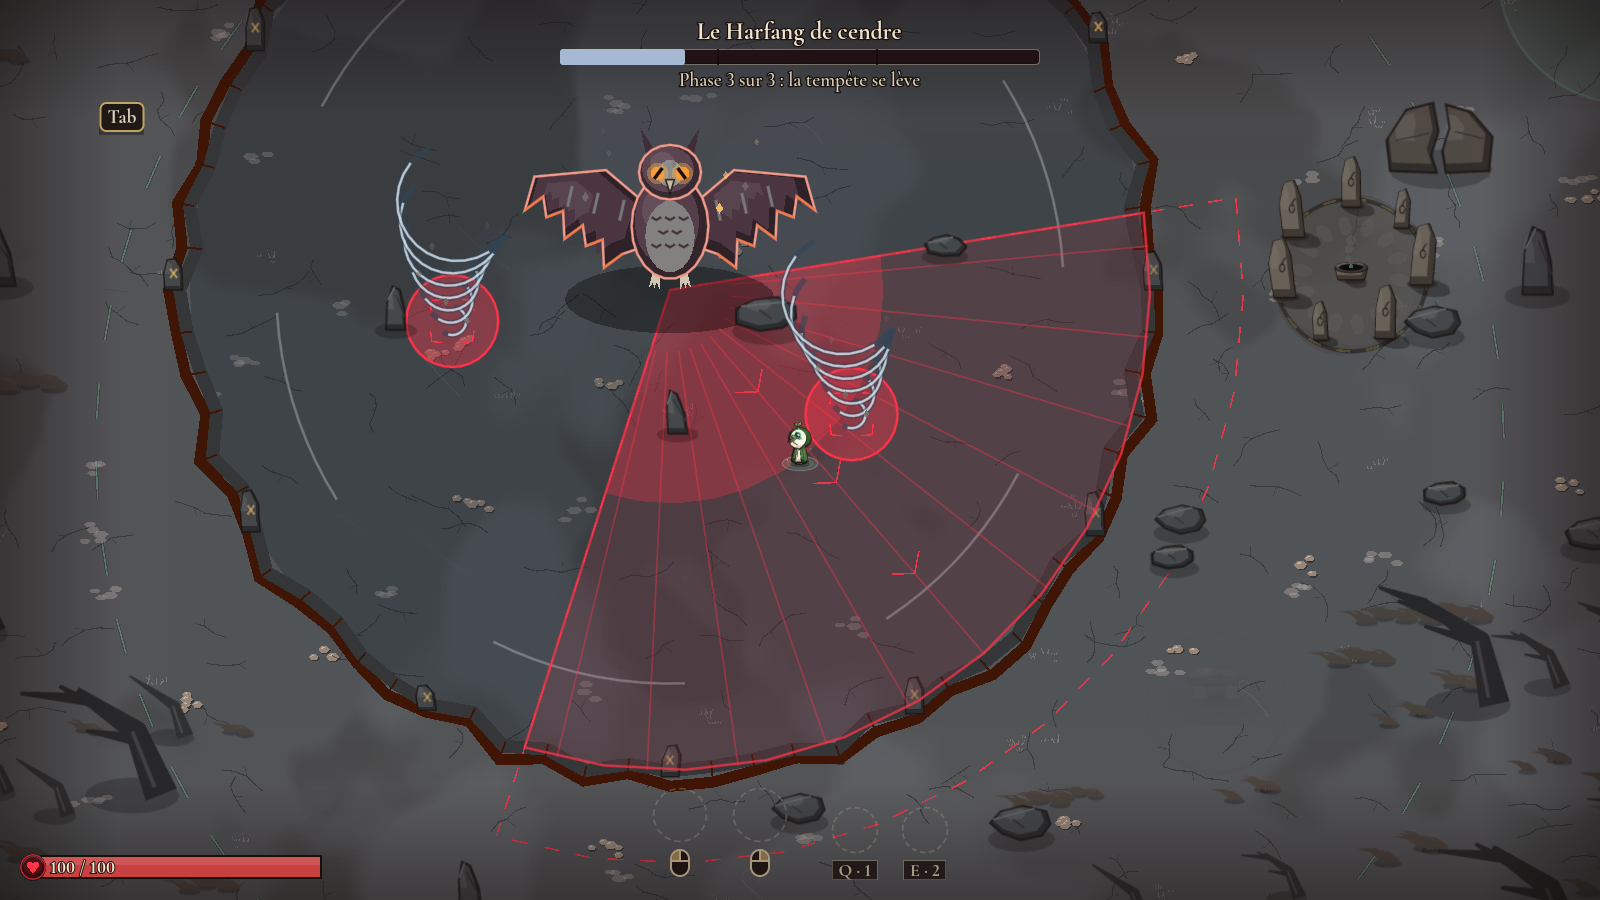 Le Harfang de cendre
Phase 3 sur 3 : la tempête se lève
Tab
100 / 100
Q · 1
E · 2